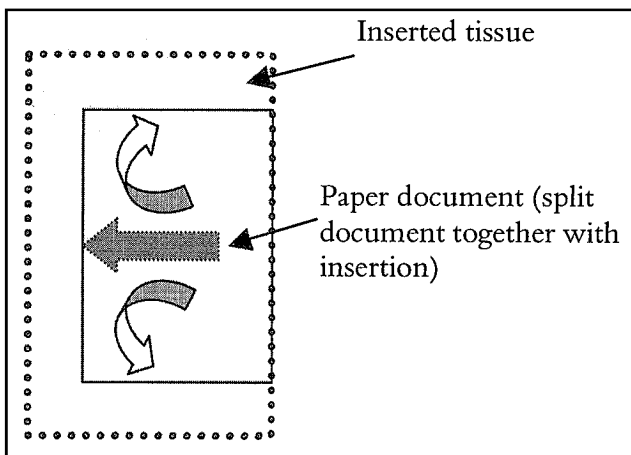 Inserted tissue
Paper document (split
document together with
insertion)